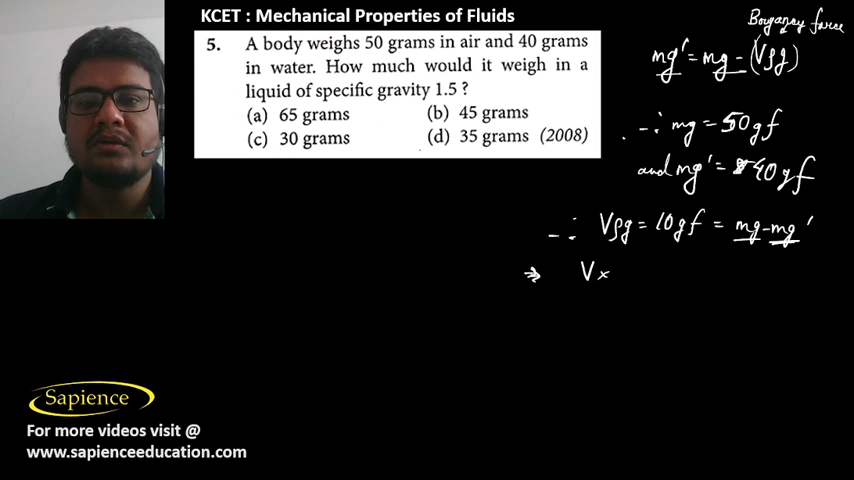 KCET : Mechanical Properties of Fluids
5. A body weighs 50 grams in air and 40 grams
in water. How much would it weigh in a
liquid of specific gravity 1.5 ?
(a) 65 grams (b) 45 grams
(c) 30 grams (d) 35 grams (2008)
Boyancy force
mg' = mg - (Vρg)
∵ mg = 50gf
and mg' = 40gf
∴ Vρg = 10gf = mg - mg'
⇒ V×
Sapience
For more videos visit @
www.sapienceeducation.com